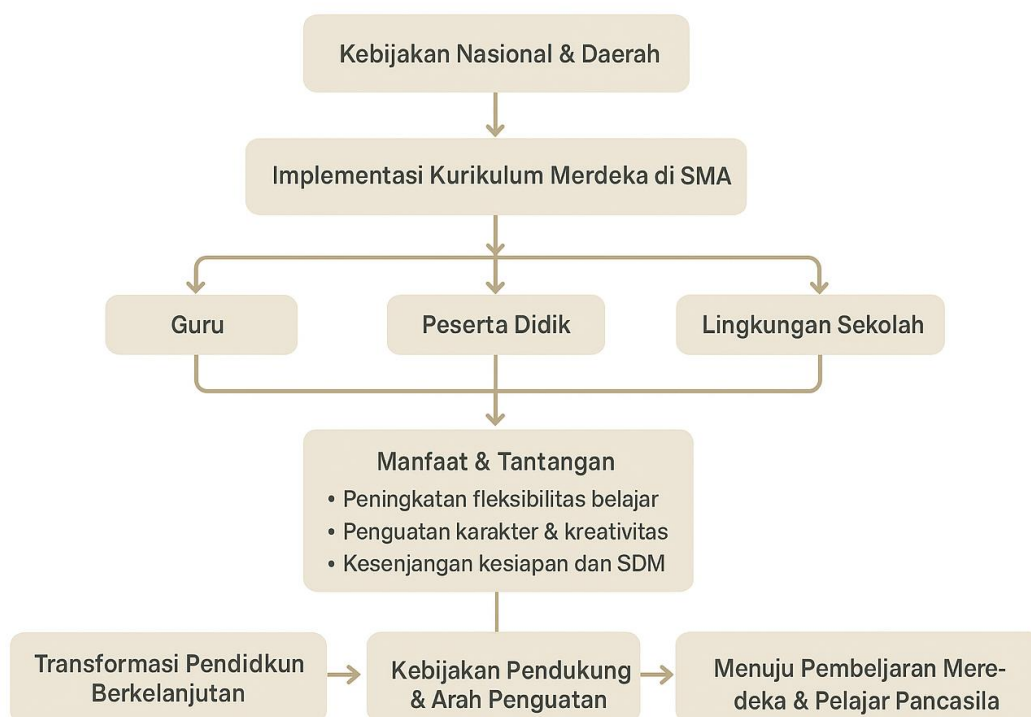 Kebijakan Nasional & Daerah
Implementasi Kurikulum Merdeka di SMA
Guru
Peserta Didik
Lingkungan Sekolah
Manfaat & Tantangan
• Peningkatan fleksibilitas belajar
• Penguatan karakter & kreativitas
• Kesenjangan kesiapan dan SDM
Transformasi Pendidkun
Berkelanjutan
Kebijakan Pendukung
& Arah Penguatan
Menuju Pembeljaran Mere-
deka & Pelajar Pancasila